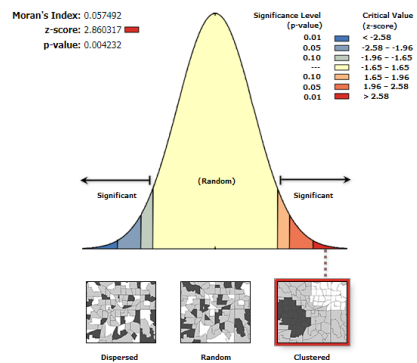 Moran's Index: 0.057492
z-score: 2.860317
p-value: 0.004232
Significance Level
(p-value)
Critical Value
(z-score)
0.01 < -2.58
0.05 -2.58 – -1.96
0.10 -1.96 – -1.65
--- -1.65 – 1.65
0.10 1.65 – 1.96
0.05 1.96 – 2.58
0.01 > 2.58
(Random)
Significant
Significant
Dispersed
Random
Clustered